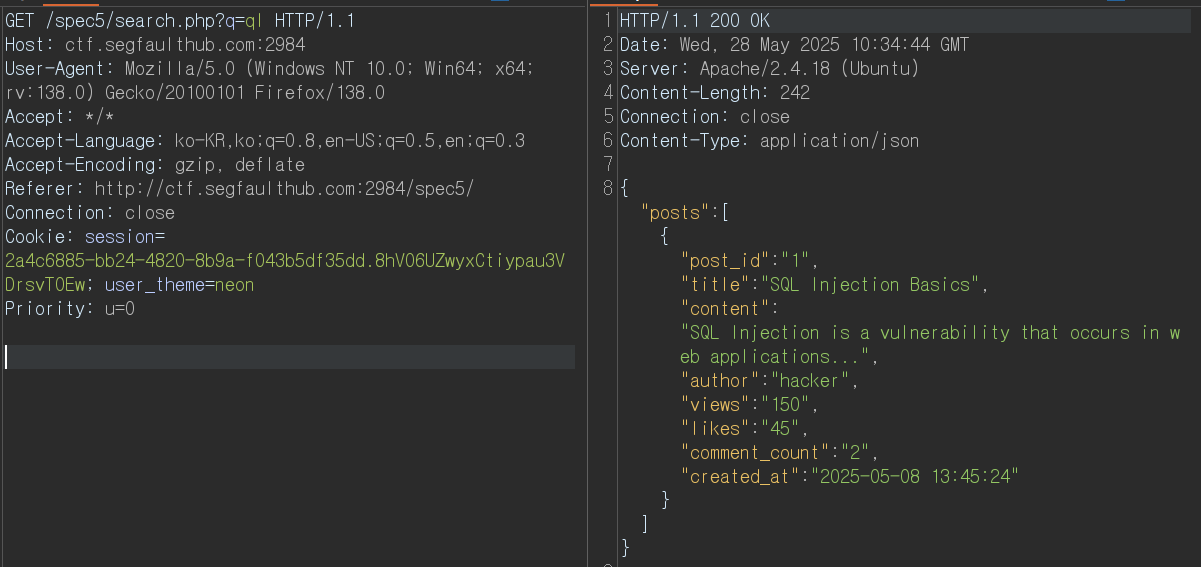 GET /spec5/search.php?q=ql HTTP/1.1
Host: ctf.segfaulthub.com:2984
User-Agent: Mozilla/5.0 (Windows NT 10.0; Win64; x64;
rv:138.0) Gecko/20100101 Firefox/138.0
Accept: */*
Accept-Language: ko-KR,ko;q=0.8,en-US;q=0.5,en;q=0.3
Accept-Encoding: gzip, deflate
Referer: http://ctf.segfaulthub.com:2984/spec5/
Connection: close
Cookie: session=
2a4c6885-bb24-4820-8b9a-f043b5df35dd.8hVO6UZwyxCtiypau3V
DrsvT0Ew; user_theme=neon
Priority: u=0
1 HTTP/1.1 200 OK
2 Date: Wed, 28 May 2025 10:34:44 GMT
3 Server: Apache/2.4.18 (Ubuntu)
4 Content-Length: 242
5 Connection: close
6 Content-Type: application/json
7
8 {
"posts":[
{
"post_id":"1",
"title":"SQL Injection Basics",
"content":
"SQL Injection is a vulnerability that occurs in w
eb applications...",
"author":"hacker",
"views":"150",
"likes":"45",
"comment_count":"2",
"created_at":"2025-05-08 13:45:24"
}
]
}